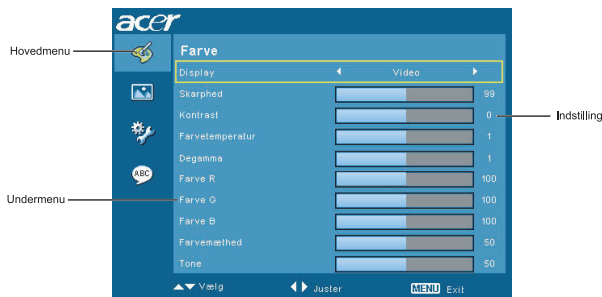 acer
Hovedmenu
Farve
Display Video
Skarphed 99
Kontrast 0
Indstilling
Farvetemperatur 1
ABC
Degamma 1
Farve R 100
Undermenu
Farve G 100
Farve B 100
Farvemæthed 50
Tone 50
Vælg Juster MENU Exit